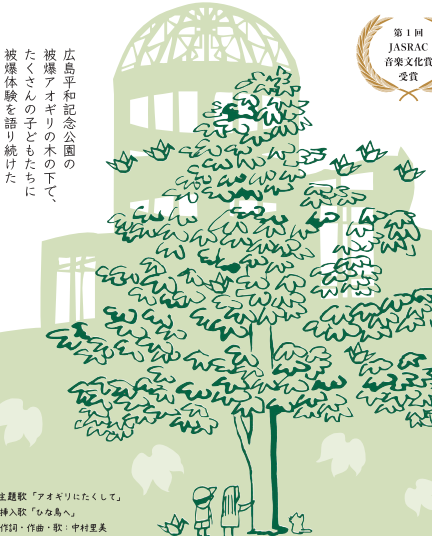 広島平和記念公園の
被爆アオギリの木の下で、
たくさんの子どもたちに
被爆体験を語り続けた
第1回
JASRAC
音楽文化賞
受賞
主題歌「アオギリにたくして」
挿入歌「ひな鳥へ」
作詞・作曲・歌：中村里美